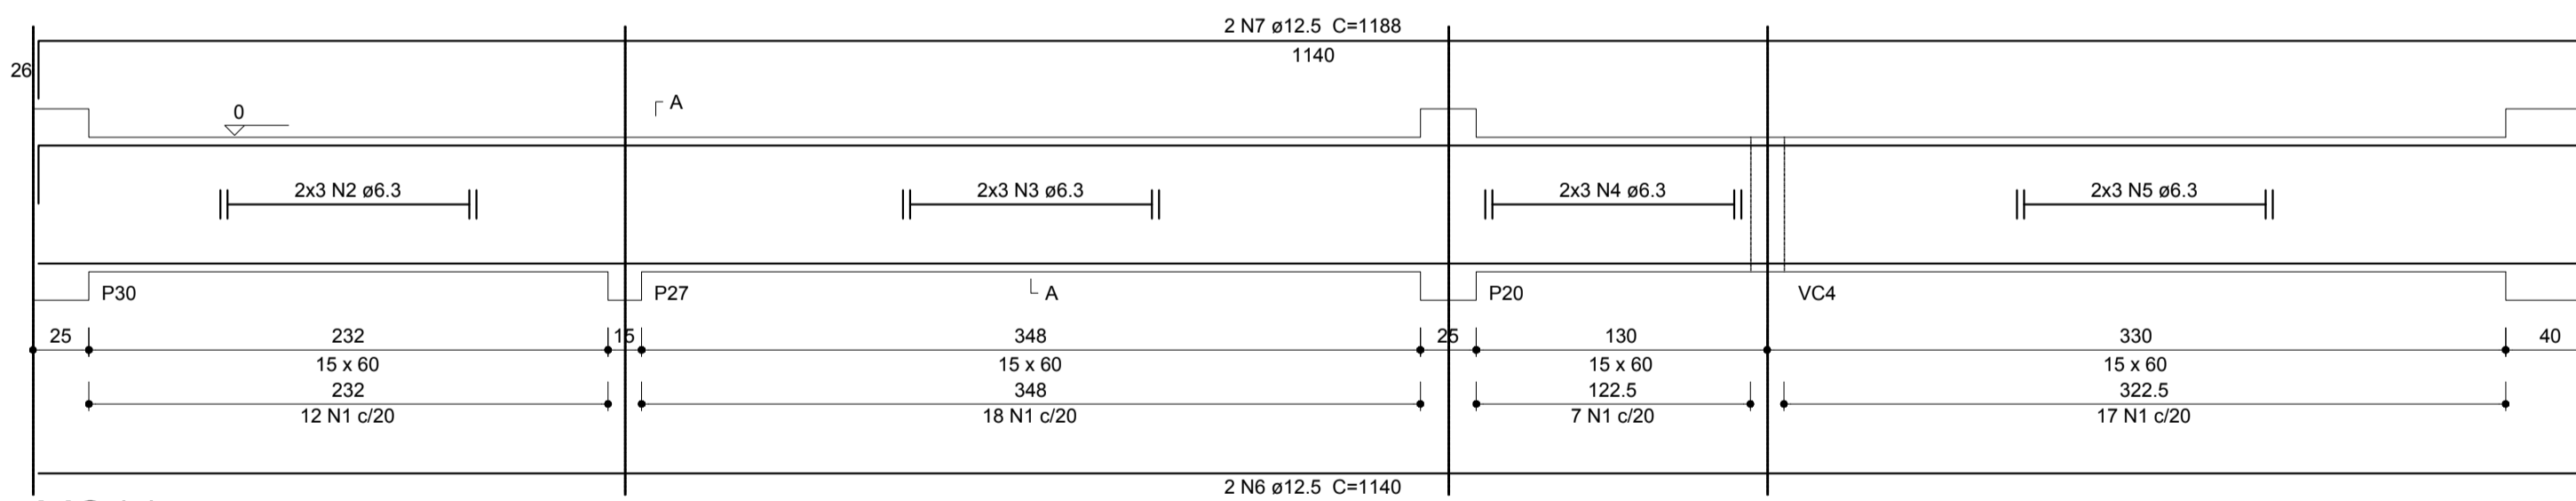 2 N7 ø12.5 C=1188
1140
26
A
0
2x3 N2 ø6.3
2x3 N3 ø6.3
2x3 N4 ø6.3
2x3 N5 ø6.3
P30
P27
A
P20
VC4
25
232
15
348
25
130
330
40
15 x 60
15 x 60
15 x 60
15 x 60
232
348
122.5
322.5
12 N1 c/20
18 N1 c/20
7 N1 c/20
17 N1 c/20
2 N6 ø12.5 C=1140